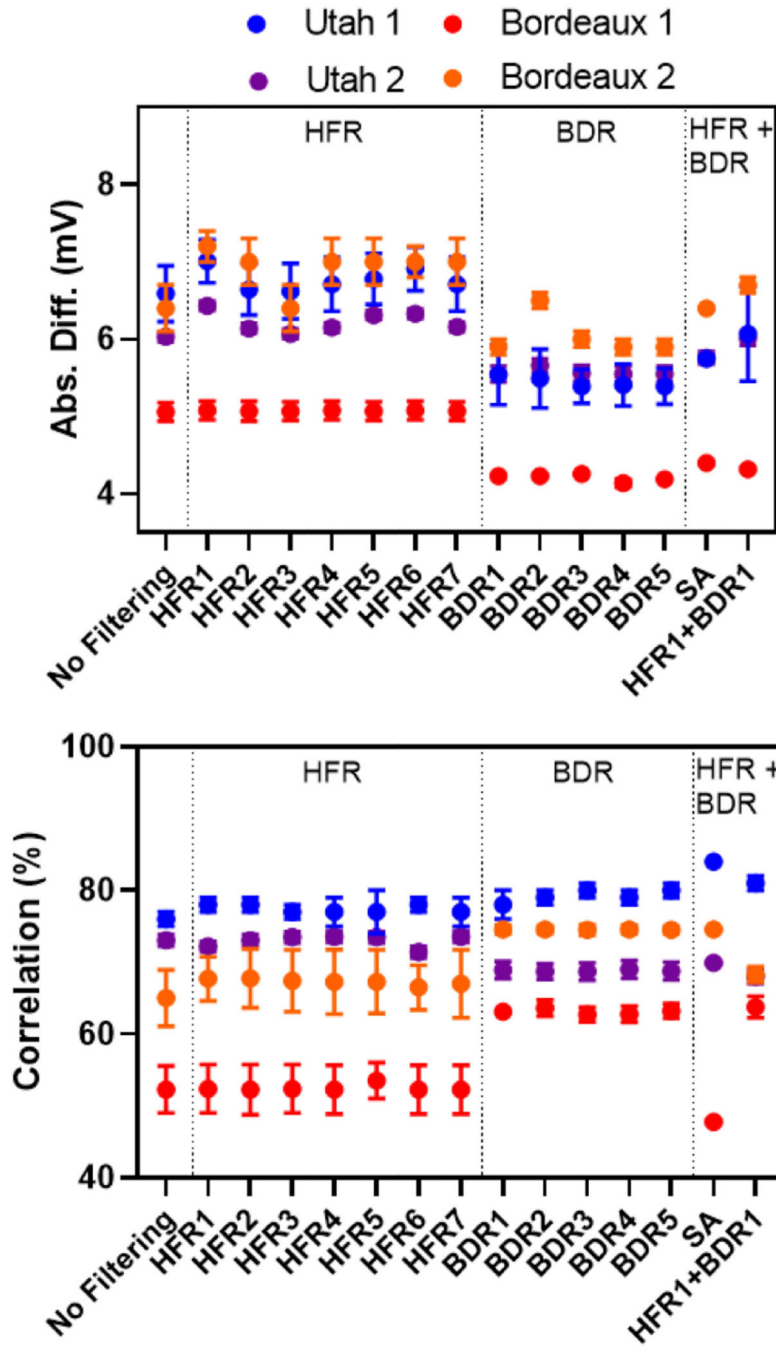 Utah 1 Bordeaux 1
Utah 2 Bordeaux 2
HFR BDR HFR +
BDR
Abs. Diff. (mV)
8
6
4
No Filtering HFR1 HFR2 HFR3 HFR4 HFR5 HFR6 HFR7 BDR1 BDR2 BDR3 BDR4 BDR5 SA HFR1+BDR1
HFR BDR HFR +
BDR
Correlation (%)
100
80
60
40
No Filtering HFR1 HFR2 HFR3 HFR4 HFR5 HFR6 HFR7 BDR1 BDR2 BDR3 BDR4 BDR5 SA HFR1+BDR1